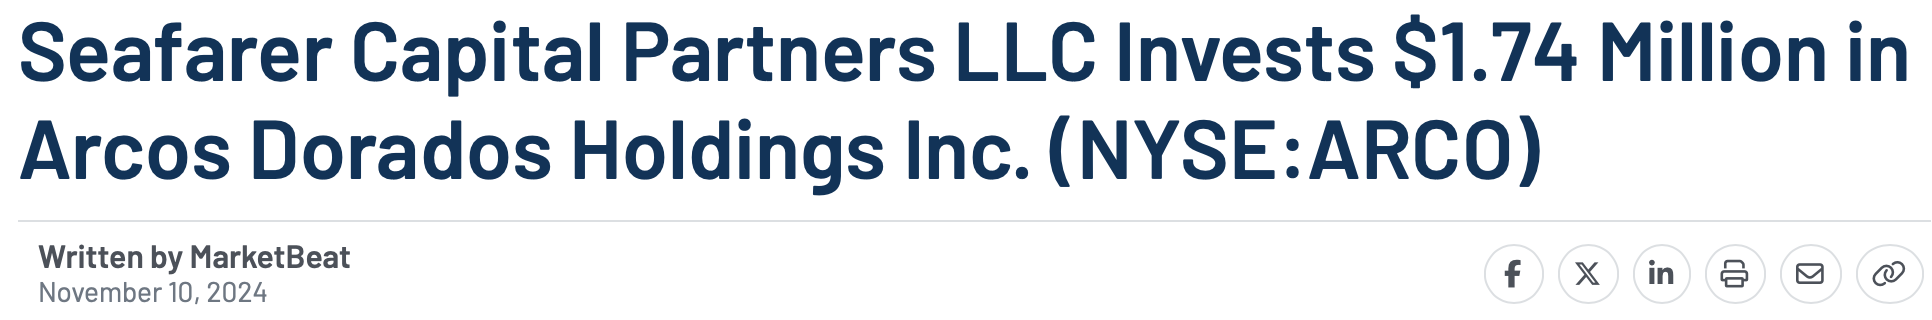 Seafarer Capital Partners LLC Invests $1.74 Million in
Arcos Dorados Holdings Inc. (NYSE:ARCO)
Written by MarketBeat
November 10, 2024